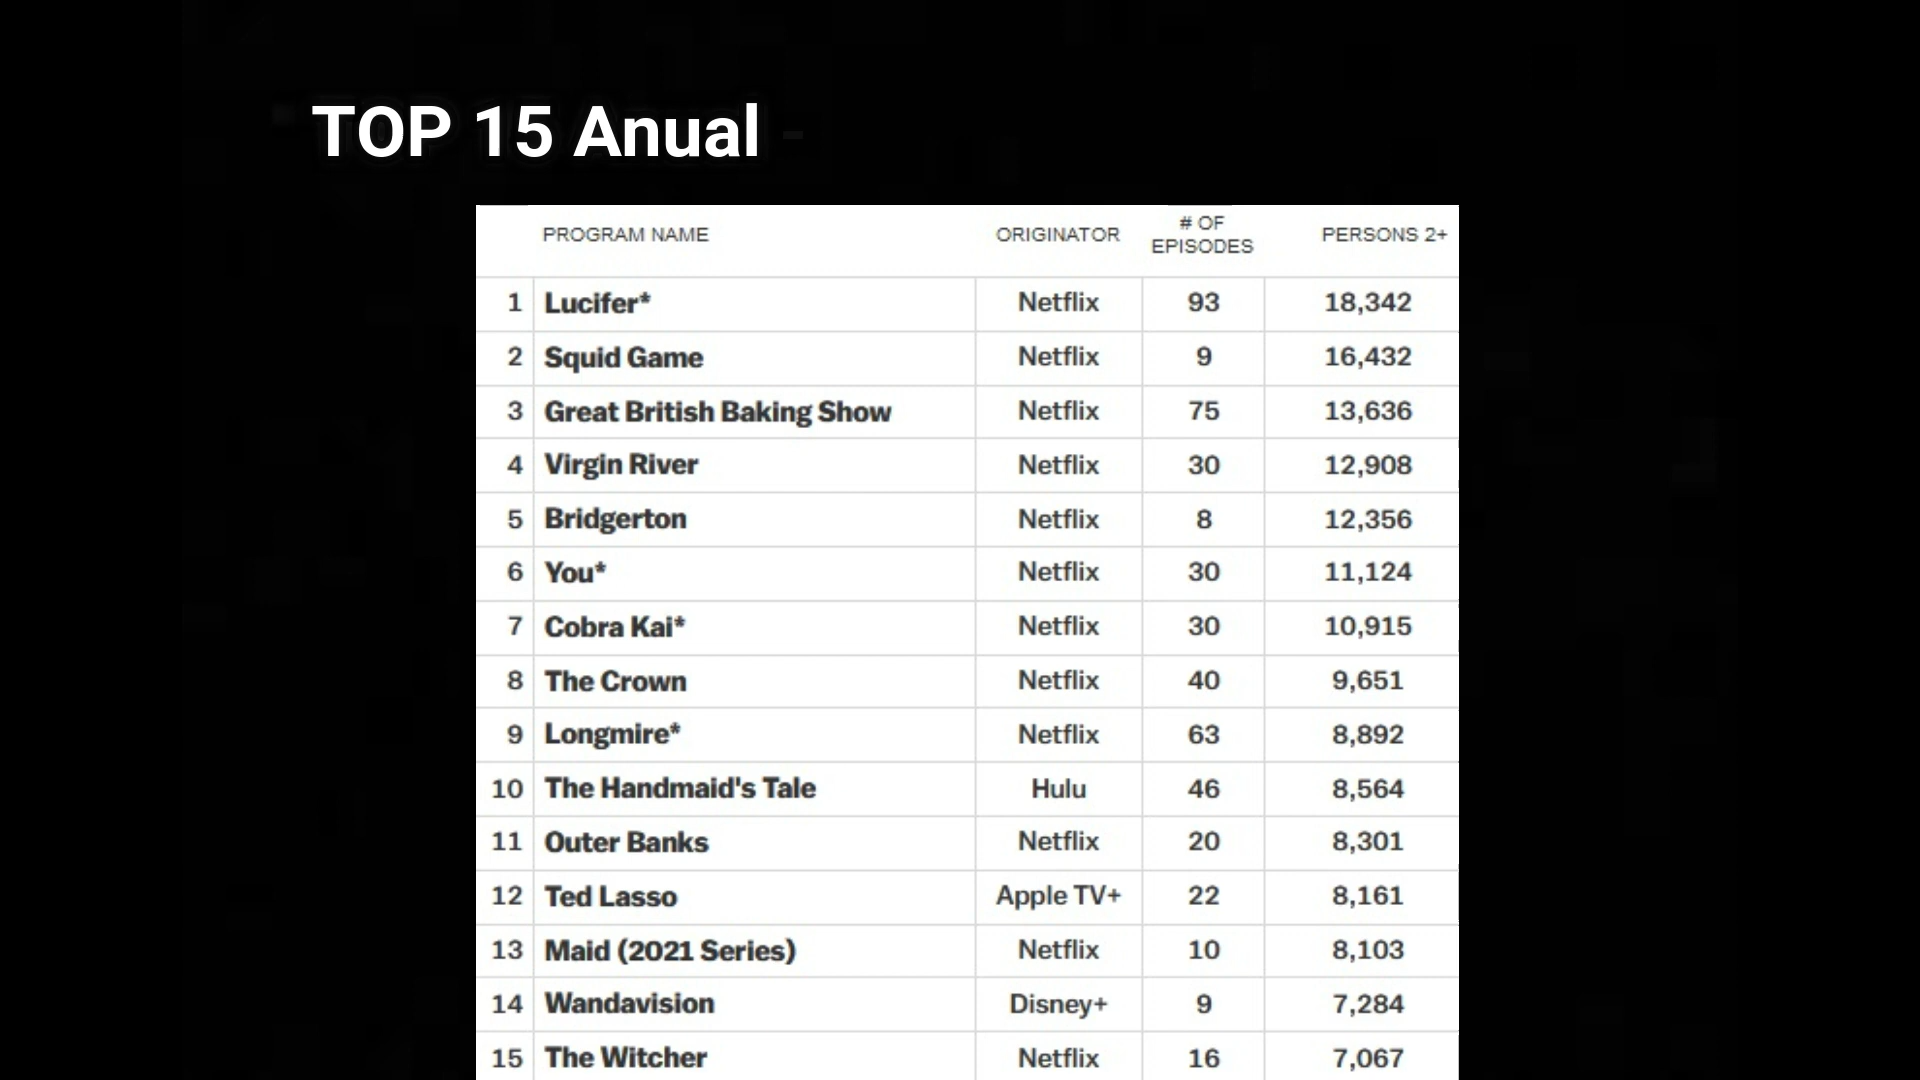 TOP 15 Anual
PROGRAM NAME ORIGINATOR # OF EPISODES PERSONS 2+
1 Lucifer* Netflix 93 18,342
2 Squid Game Netflix 9 16,432
3 Great British Baking Show Netflix 75 13,636
4 Virgin River Netflix 30 12,908
5 Bridgerton Netflix 8 12,356
6 You* Netflix 30 11,124
7 Cobra Kai* Netflix 30 10,915
8 The Crown Netflix 40 9,651
9 Longmire* Netflix 63 8,892
10 The Handmaid's Tale Hulu 46 8,564
11 Outer Banks Netflix 20 8,301
12 Ted Lasso Apple TV+ 22 8,161
13 Maid (2021 Series) Netflix 10 8,103
14 Wandavision Disney+ 9 7,284
15 The Witcher Netflix 16 7,067